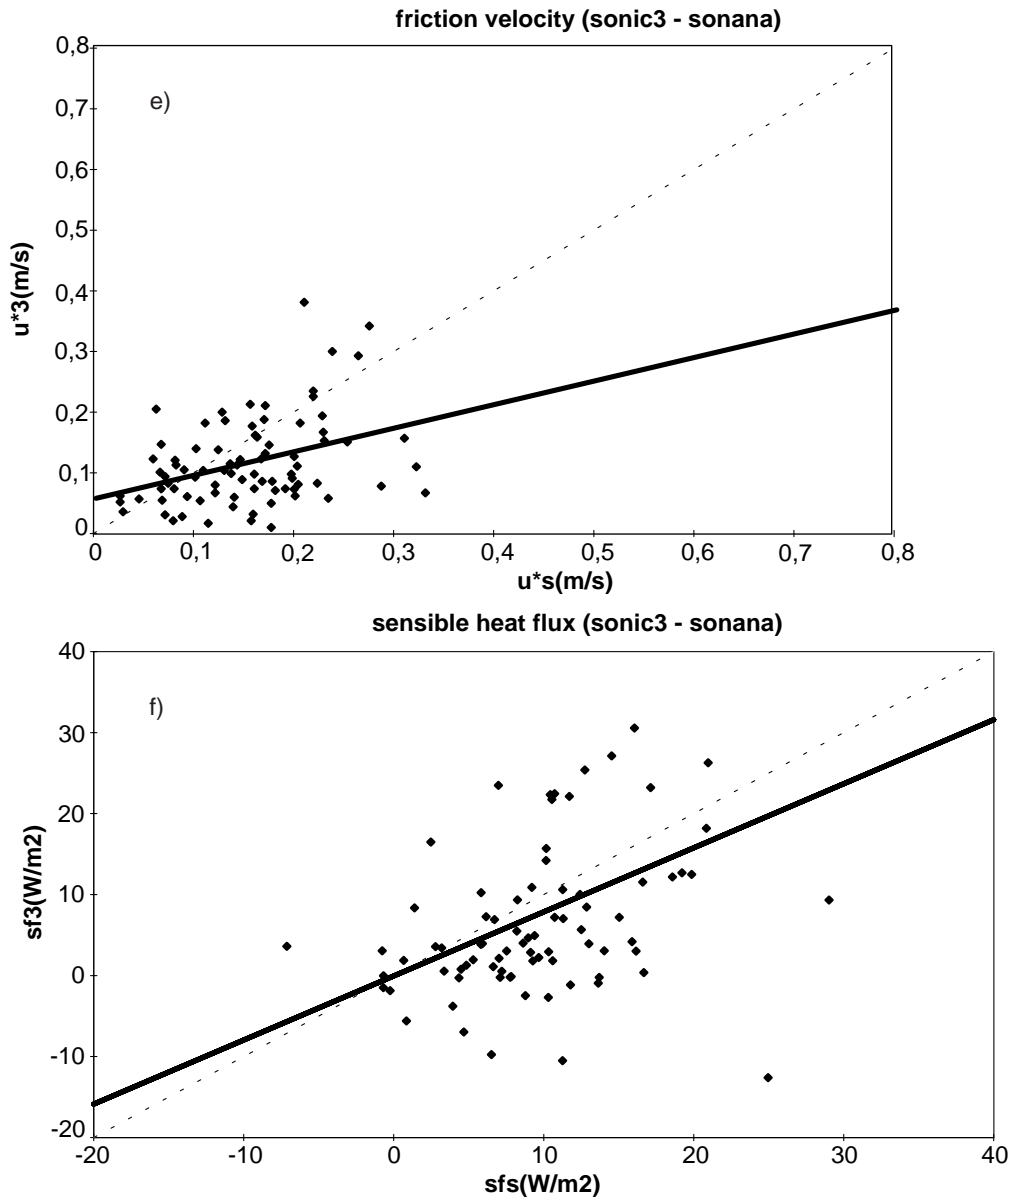 friction velocity (sonic3 - sonana)
0,8
e)
0,7
0,6
0,5
u*3(m/s)
0,4
0,3
0,2
0,1
0
0 0,1 0,2 0,3 0,4 0,5 0,6 0,7 0,8
u*s(m/s)
sensible heat flux (sonic3 - sonana)
40
f)
30
20
sf3(W/m2)
10
0
-10
-20
-20 -10 0 10 20 30 40
sfs(W/m2)